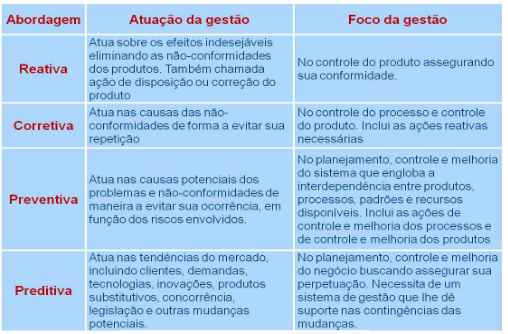 Abordagem
Atuação da gestão
Foco da gestão
Reativa
Atua sobre os efeitos indesejáveis
eliminando as não-conformidades
dos produtos. Também chamada
ação de disposição ou correção do
produto
No controle do produto assegurando
sua conformidade.
Corretiva
Atua nas causas das não-
conformidades de forma a evitar sua
repetição
No controle do processo e controle
do produto. Inclui as ações reativas
necessárias
Preventiva
Atua nas causas potenciais dos
problemas e não-conformidades de
maneira a evitar sua ocorrência, em
função dos riscos envolvidos.
No planejamento, controle e melhoria
do sistema que engloba a
interdependência entre produtos,
processos, padrões e recursos
disponíveis. Inclui as ações de
controle e melhoria dos processos e
de controle e melhoria dos produtos
Preditiva
Atua nas tendências do mercado,
incluindo clientes, demandas,
tecnologias, inovações, produtos
substitutivos, concorrência,
legislação e outras mudanças
potenciais.
No planejamento, controle e melhoria
do negócio buscando assegurar sua
perpetuação. Necessita de um
sistema de gestão que lhe dê
suporte nas contingências das
mudanças.